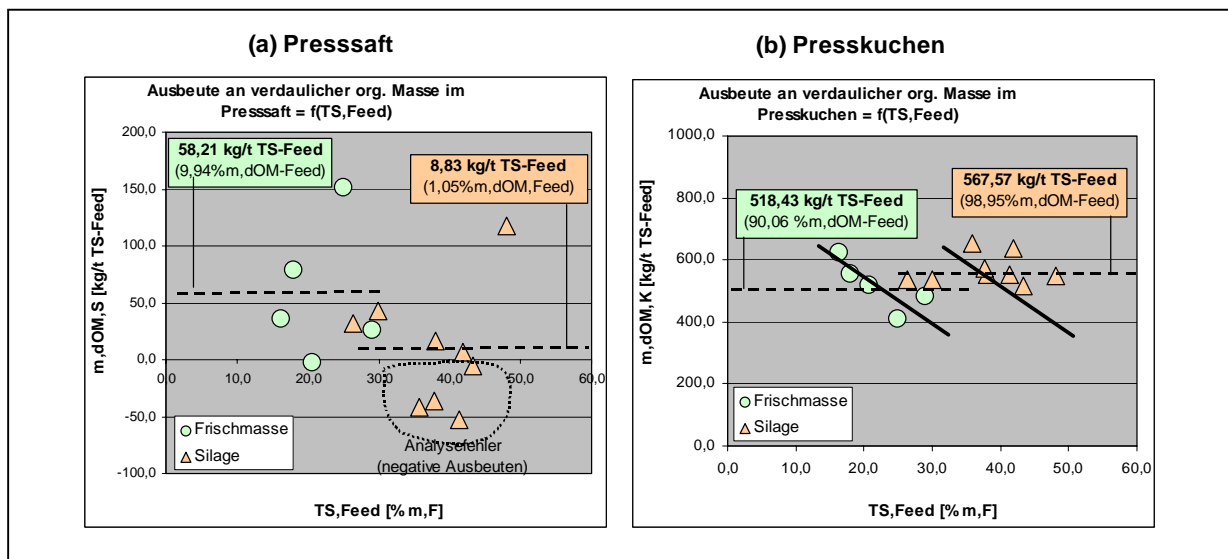 (a) Presssaft
Ausbeute an verdaulicher org. Masse im
Presssaft = f(TS,Feed)
m,dOM,S [kg/t TS-Feed]
200,0
150,0
100,0
50,0
0,0
-50,0
-100,0
58,21 kg/t TS-Feed
(9,94%m,dOM-Feed)
8,83 kg/t TS-Feed
(1,05%m,dOM,Feed)
0,0 10,0 20,0 30,0 40,0 50,0 60,0
Frischmasse
Silage
Analysefehler
(negative Ausbeuten)
TS,Feed [% m,F]
(b) Presskuchen
Ausbeute an verdaulicher org. Masse im
Presskuchen = f(TS,Feed)
m,dOM,K [kg/t TS-Feed]
1000,0
800,0
600,0
400,0
200,0
0,0
518,43 kg/t TS-Feed
(90,06 %m,dOM-Feed)
567,57 kg/t TS-Feed
(98,95%m,dOM-Feed)
Frischmasse
Silage
0,0 10,0 20,0 30,0 40,0 50,0 60,0
TS,Feed [% m,F]